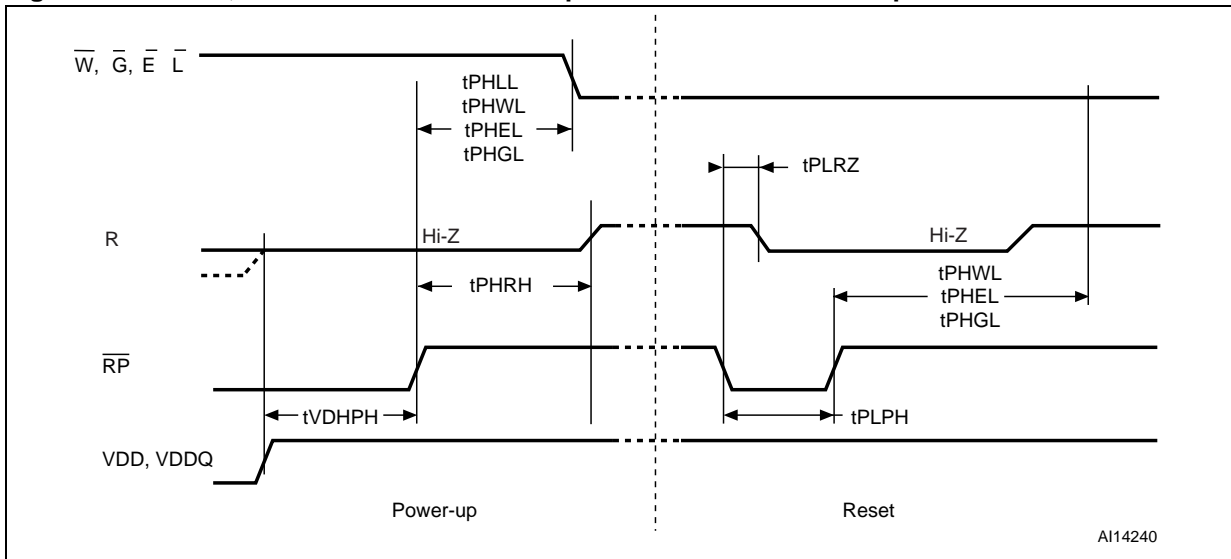 W, G, E L
tPHLL
tPHWL
tPHEL
tPHGL
tPLRZ
R
Hi-Z
Hi-Z
tPHRH
tPHWL
tPHEL
tPHGL
RP
tVDHPH
tPLPH
VDD, VDDQ
Power-up
Reset
AI14240